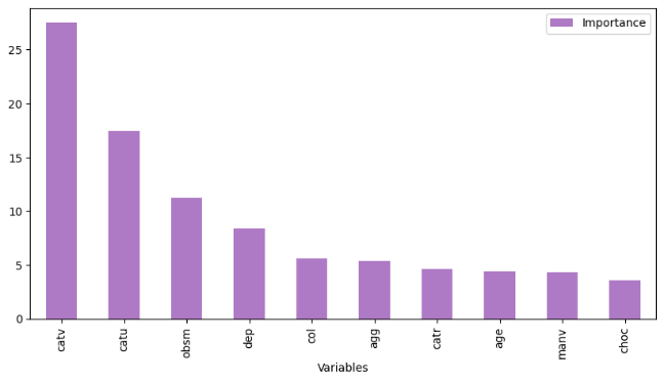 Importance
25
20
15
10
5
0
catv
catu
obsm
dep
col
agg
catr
age
manv
choc
Variables